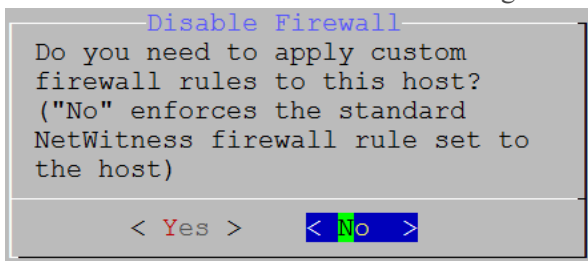 Disable Firewall
Do you need to apply custom
firewall rules to this host?
("No" enforces the standard
NetWitness firewall rule set to
the host)
< Yes > < No >